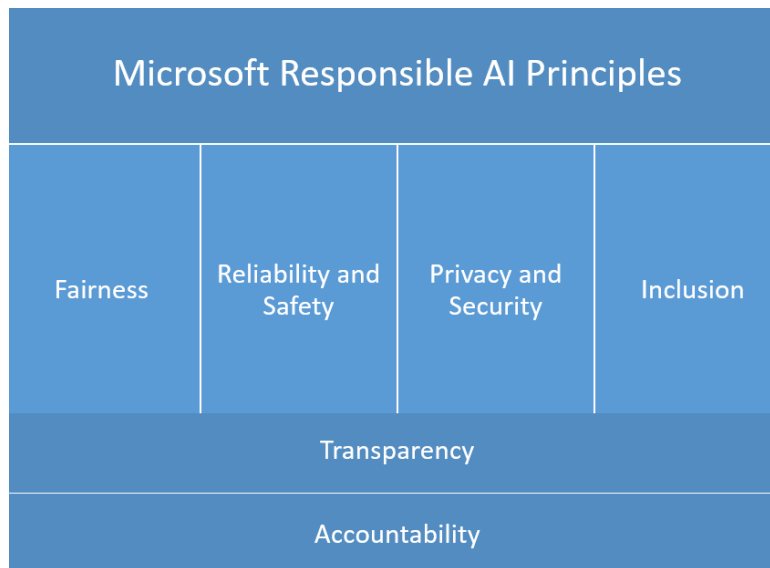 Microsoft Responsible AI Principles
Fairness
Reliability and
Safety
Privacy and
Security
Inclusion
Transparency
Accountability